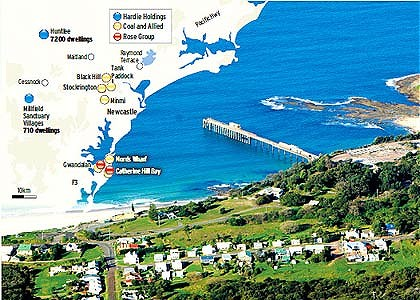 Hardie Holdings
Coal and Allied
Rose Group
Pacific Hwy
Huntlee
7200 dwellings
Maitland
Raymond
Terrace
Tank
Paddock
Black Hill
Stockrington
Cessnock
Minmi
Newcastle
Millfield
Sanctuary
Villages
710 dwellings
Nords Wharf
Gwandalan
Catherine Hill Bay
F3
10km